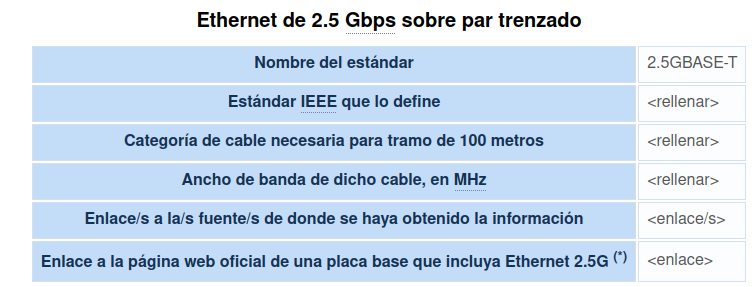 Ethernet de 2.5 Gbps sobre par trenzado
Nombre del estándar 2.5GBASE-T
Estándar IEEE que lo define <rellenar>
Categoría de cable necesaria para tramo de 100 metros <rellenar>
Ancho de banda de dicho cable, en MHz <rellenar>
Enlace/s a la/s fuente/s de donde se haya obtenido la información <enlace/s>
Enlace a la página web oficial de una placa base que incluya Ethernet 2.5G (*) <enlace>